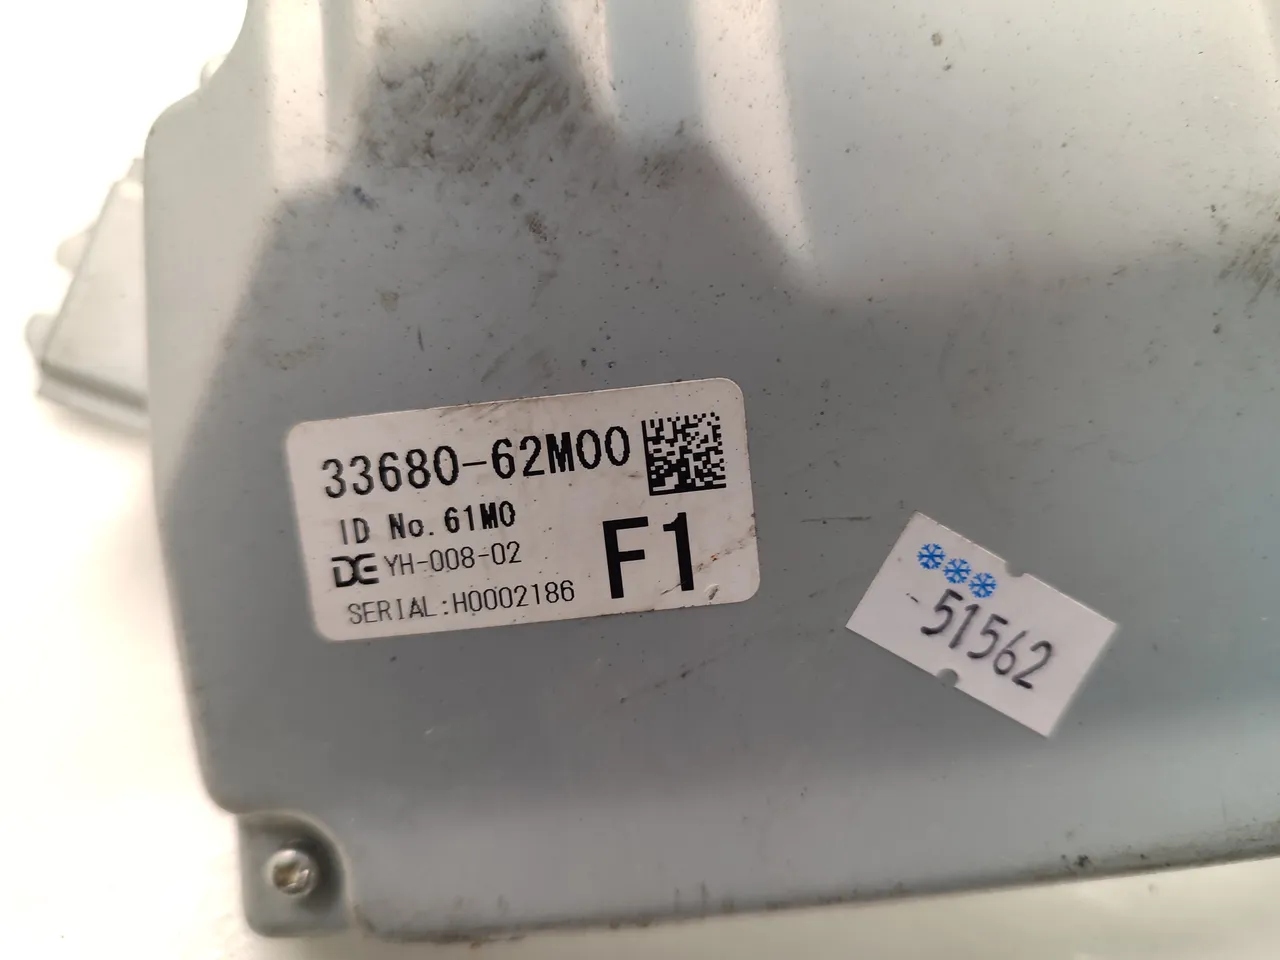 33680-62M00
ID No. 61M0
DE YH-008-02
SERIAL:H0002186
F1
51562